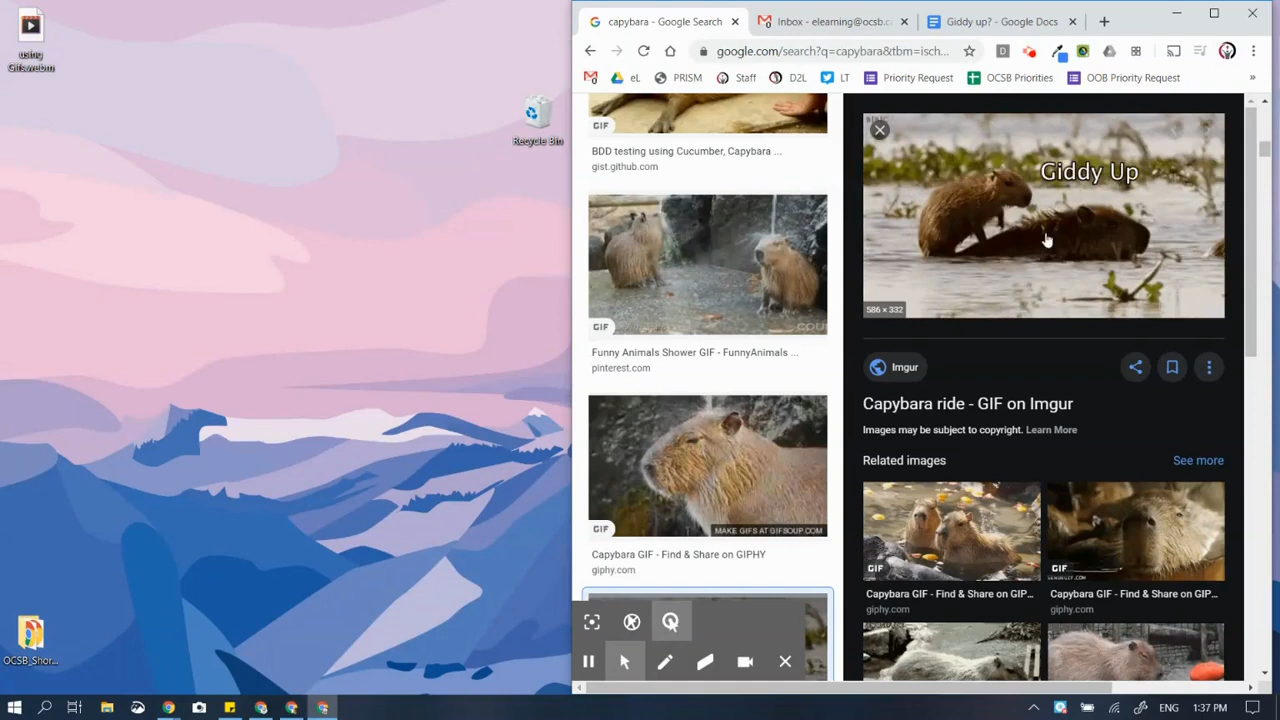 using
Gifs.webm
Recycle Bin
OCSB_Shor...
capybara - Google Search
Inbox - elearning@ocsb.c
Giddy up? - Google Docs
google.com/search?q=capybara&tbm=isch...
eL
PRISM
Staff
D2L
LT
Priority Request
OCSB Priorities
OOB Priority Request
»
GIF
BDD testing using Cucumber, Capybara ...
gist.github.com
GIF
COU
Funny Animals Shower GIF - FunnyAnimals ...
pinterest.com
GIF
MAKE GIFS AT GIFSOUP.COM
Capybara GIF - Find & Share on GIPHY
giphy.com
Giddy Up
586 × 332
Imgur
Capybara ride - GIF on Imgur
Images may be subject to copyright. Learn More
Related images
See more
GIF
Capybara GIF - Find & Share on GIP...
giphy.com
GIF
Capybara GIF - Find & Share on GIP...
giphy.com
ENG
1:37 PM